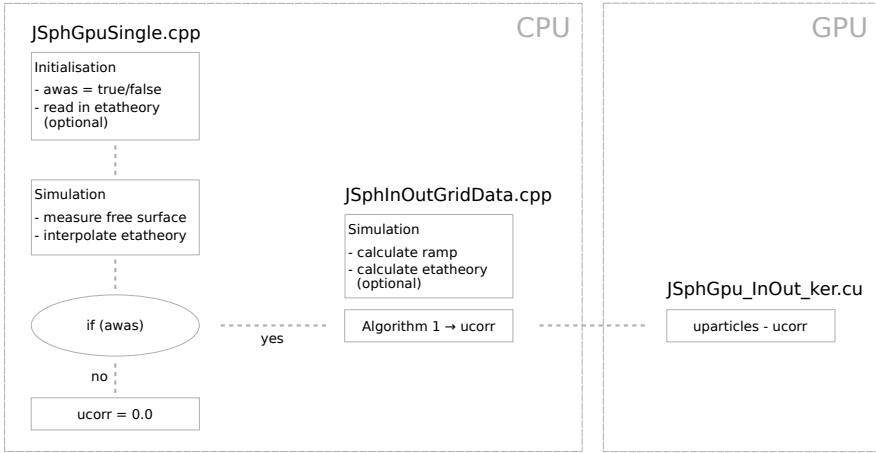 CPU
GPU
JSphGpuSingle.cpp
Initialisation
- awas = true/false
- read in etatheory
(optional)
Simulation
- measure free surface
- interpolate etatheory
if (awas)
yes
no
ucorr = 0.0
JSphInOutGridData.cpp
Simulation
- calculate ramp
- calculate etatheory
(optional)
Algorithm 1 → ucorr
JSphGpu_InOut_ker.cu
uparticles - ucorr